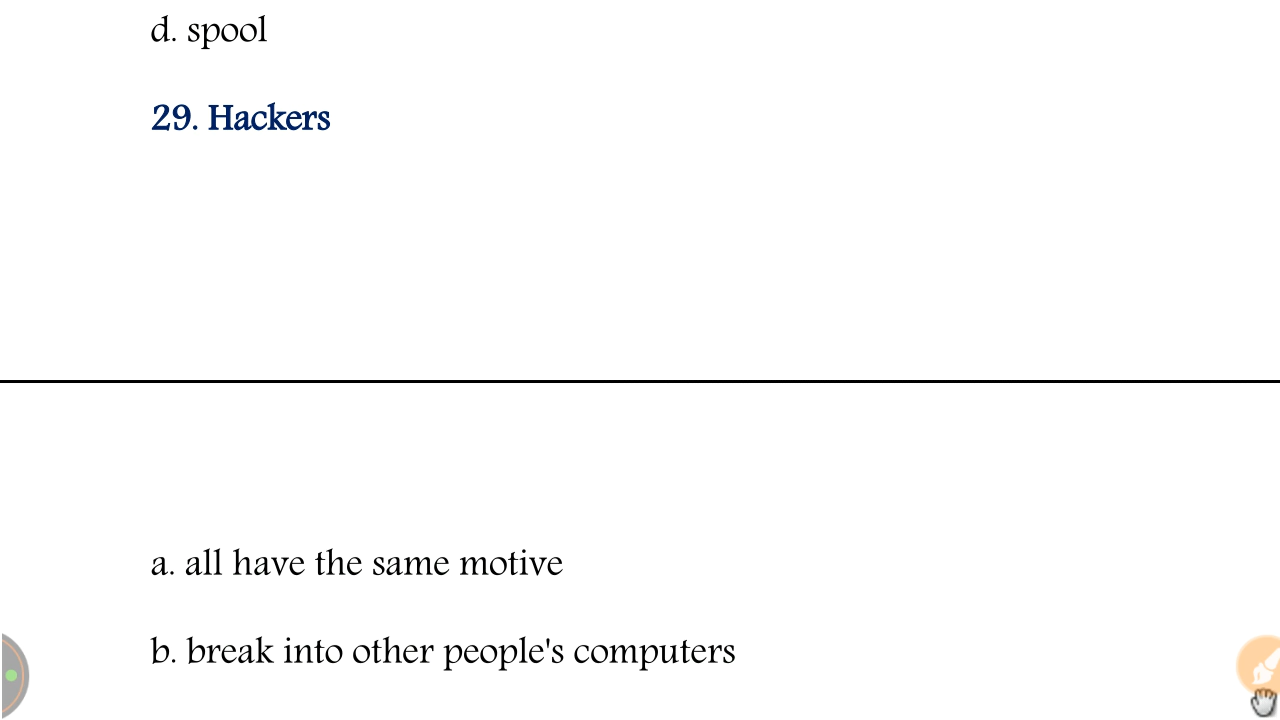 d. spool
29. Hackers
a. all have the same motive
b. break into other people's computers